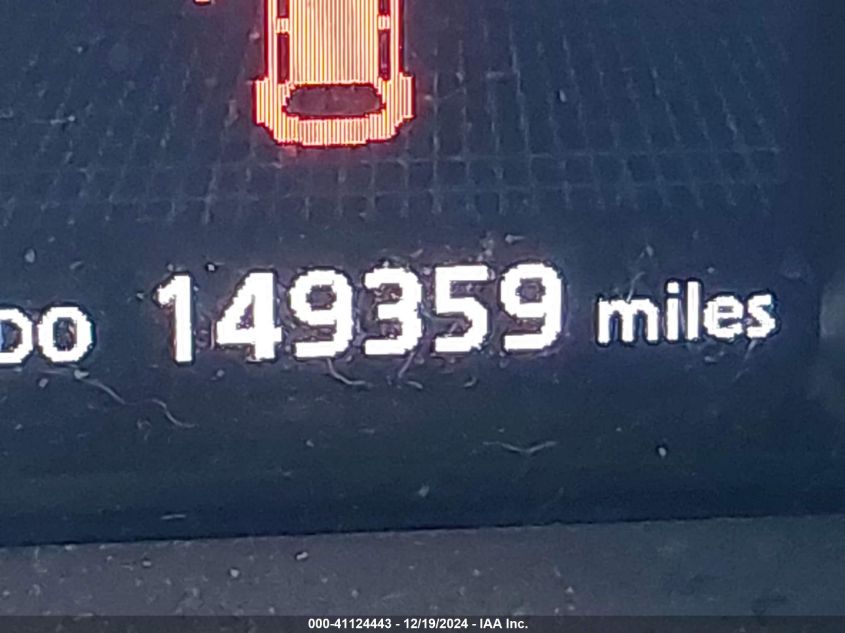 149359 miles
000-41124443 - 12/19/2024 - IAA Inc.